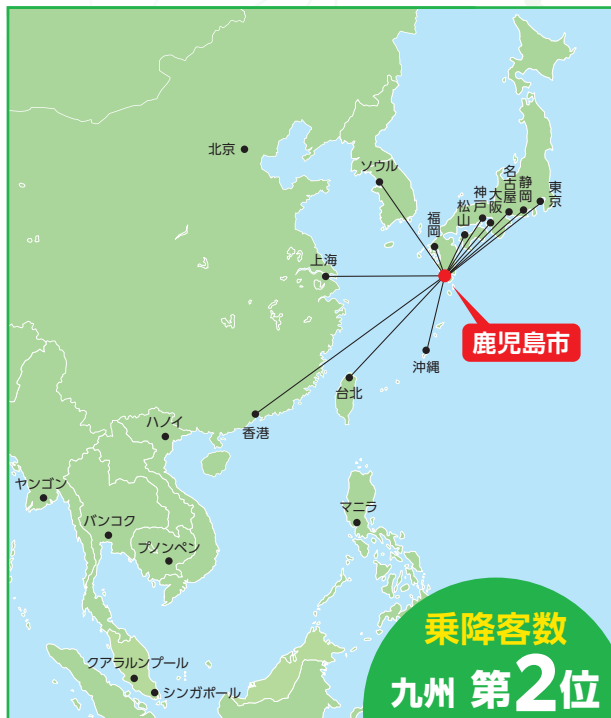 北京
ソウル
福岡
松山
神戸
大阪
名古屋
静岡
東京
上海
鹿児島市
沖縄
台北
香港
ハノイ
ヤンゴン
バンコク
プノンペン
マニラ
クアラルンプール
シンガポール
乗降客数
九州 第2位